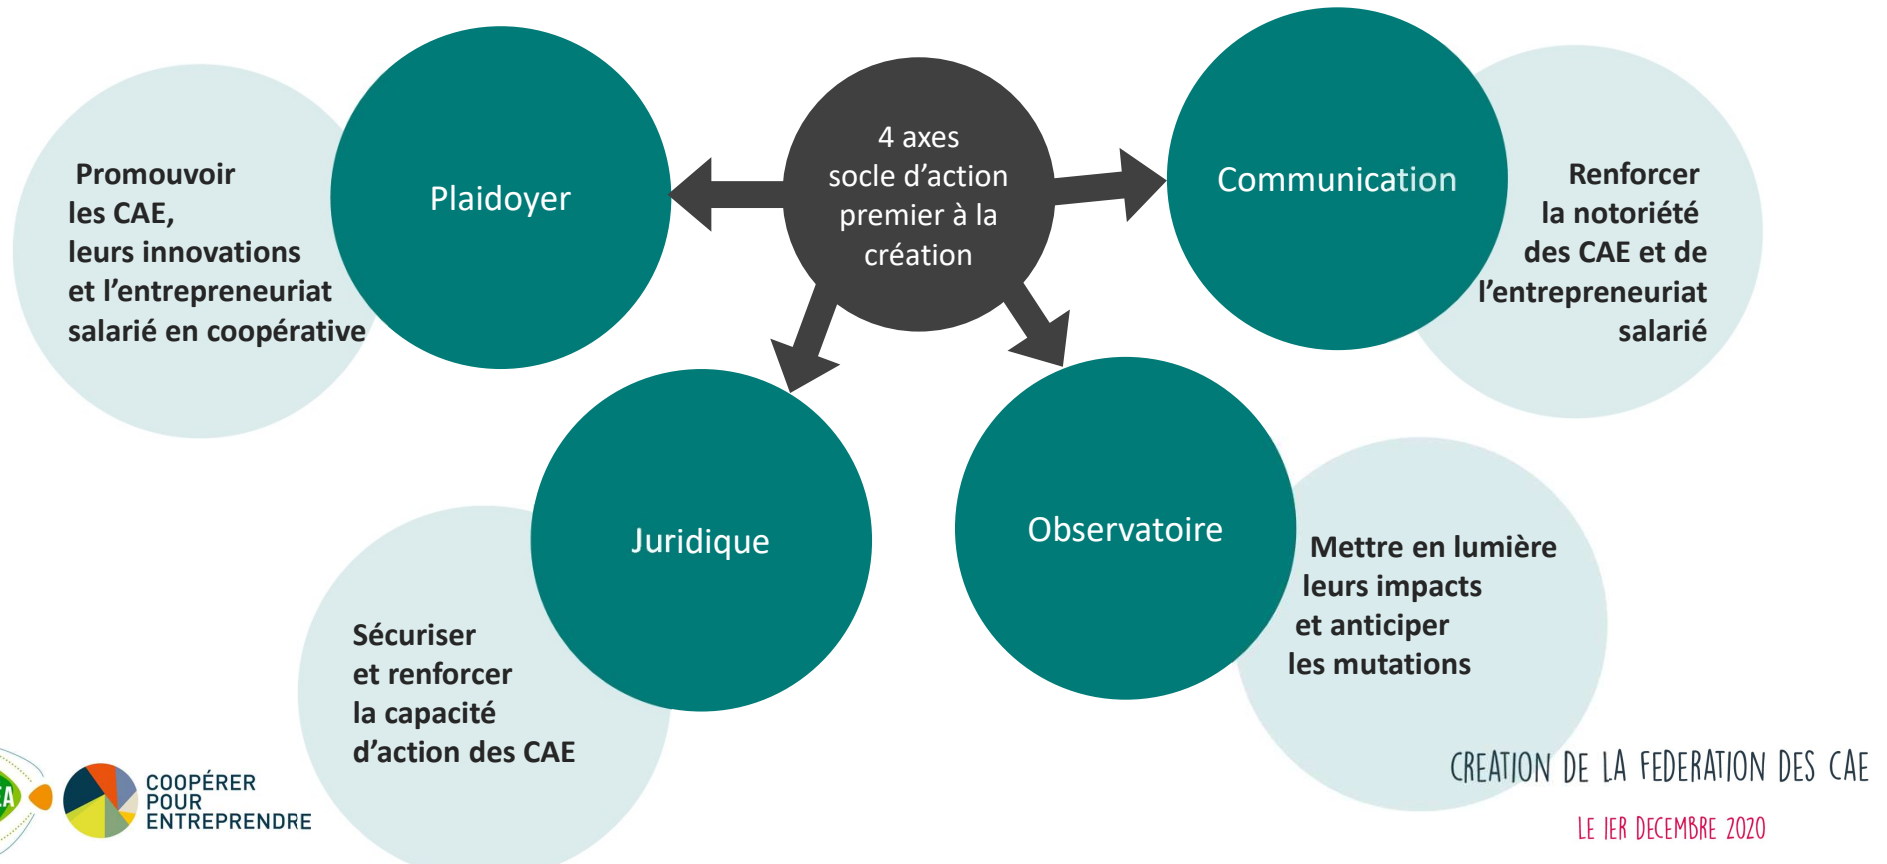 4 axes
socle d’action
premier à la
création
Plaidoyer
Promouvoir
les CAE,
leurs innovations
et l’entrepreneuriat
salarié en coopérative
Communication
Renforcer
la notoriété
des CAE et de
l’entrepreneuriat
salarié
Juridique
Sécuriser
et renforcer
la capacité
d’action des CAE
Observatoire
Mettre en lumière
leurs impacts
et anticiper
les mutations
COOPÉRER
POUR
ENTREPRENDRE
CREATION DE LA FEDERATION DES CAE
LE 1ER DECEMBRE 2020